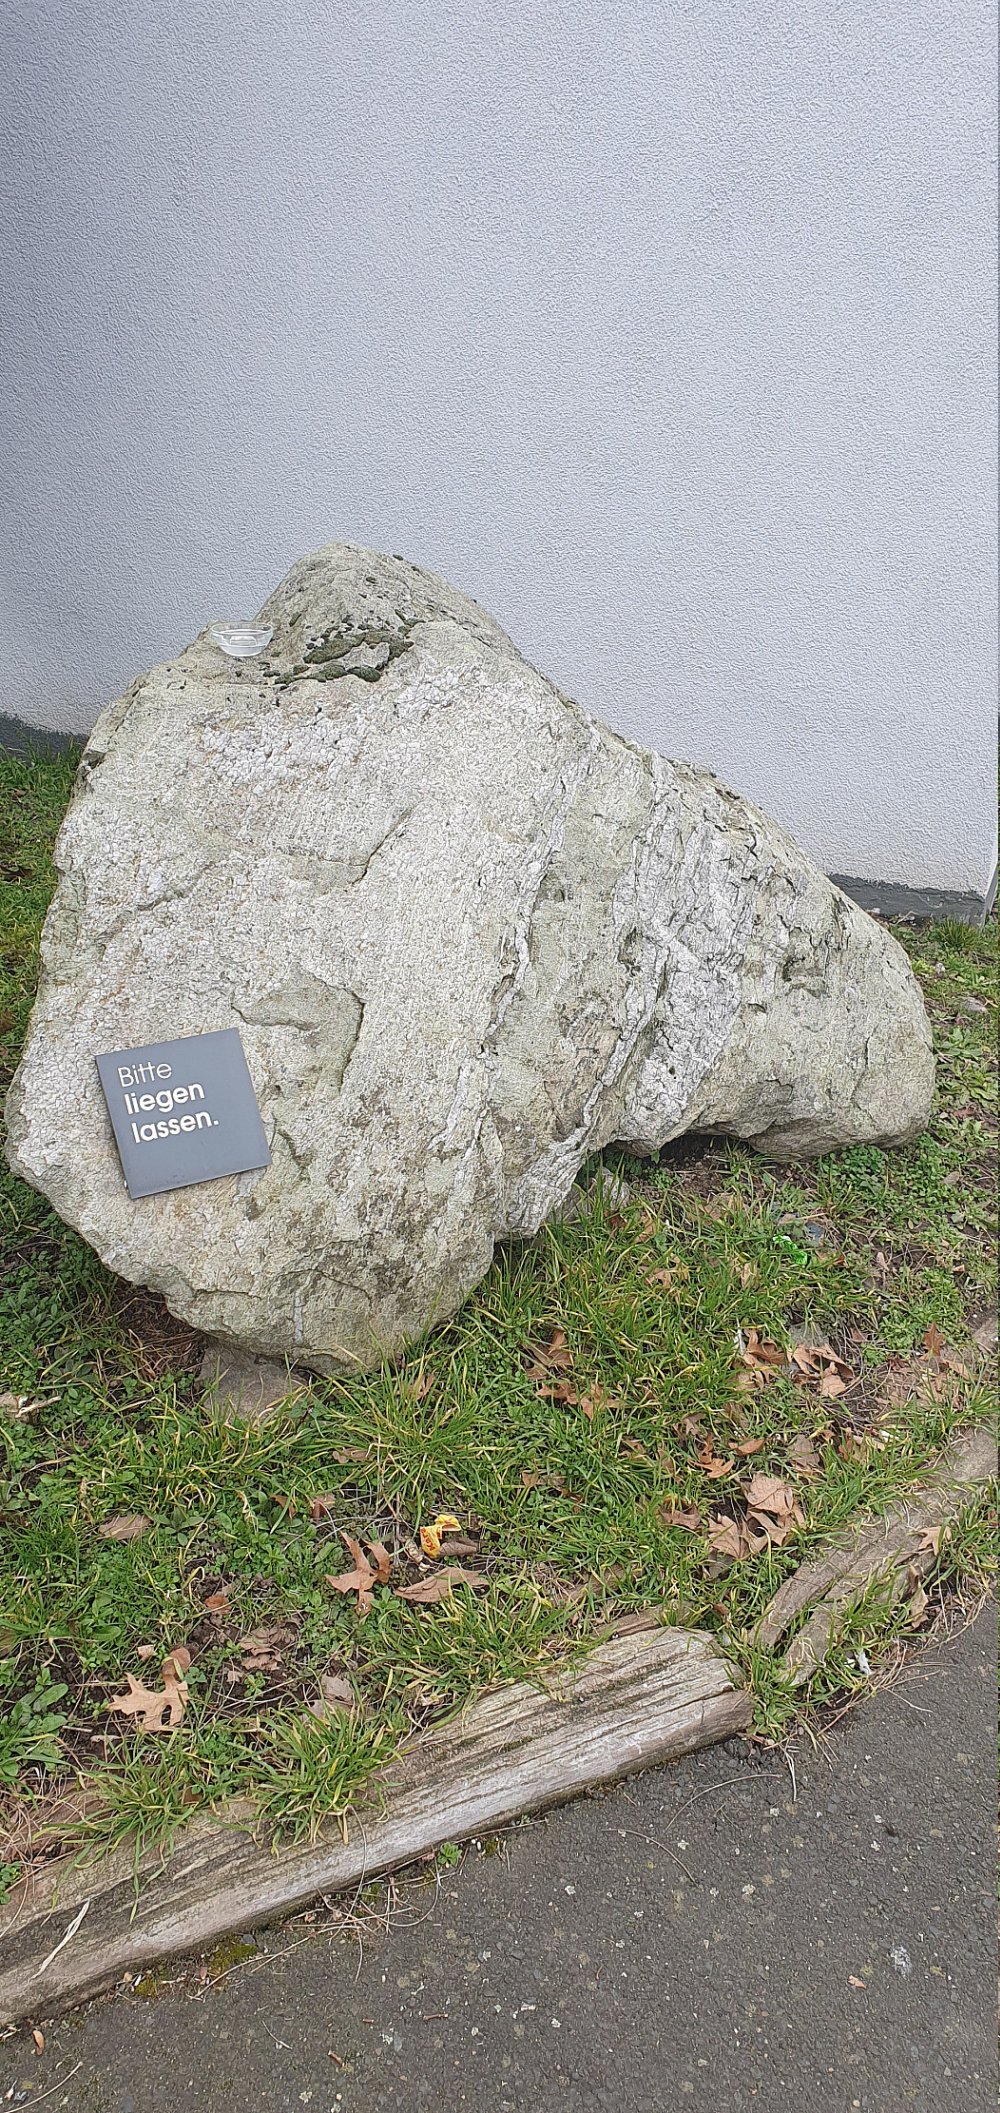 Bitte
liegen
lassen.